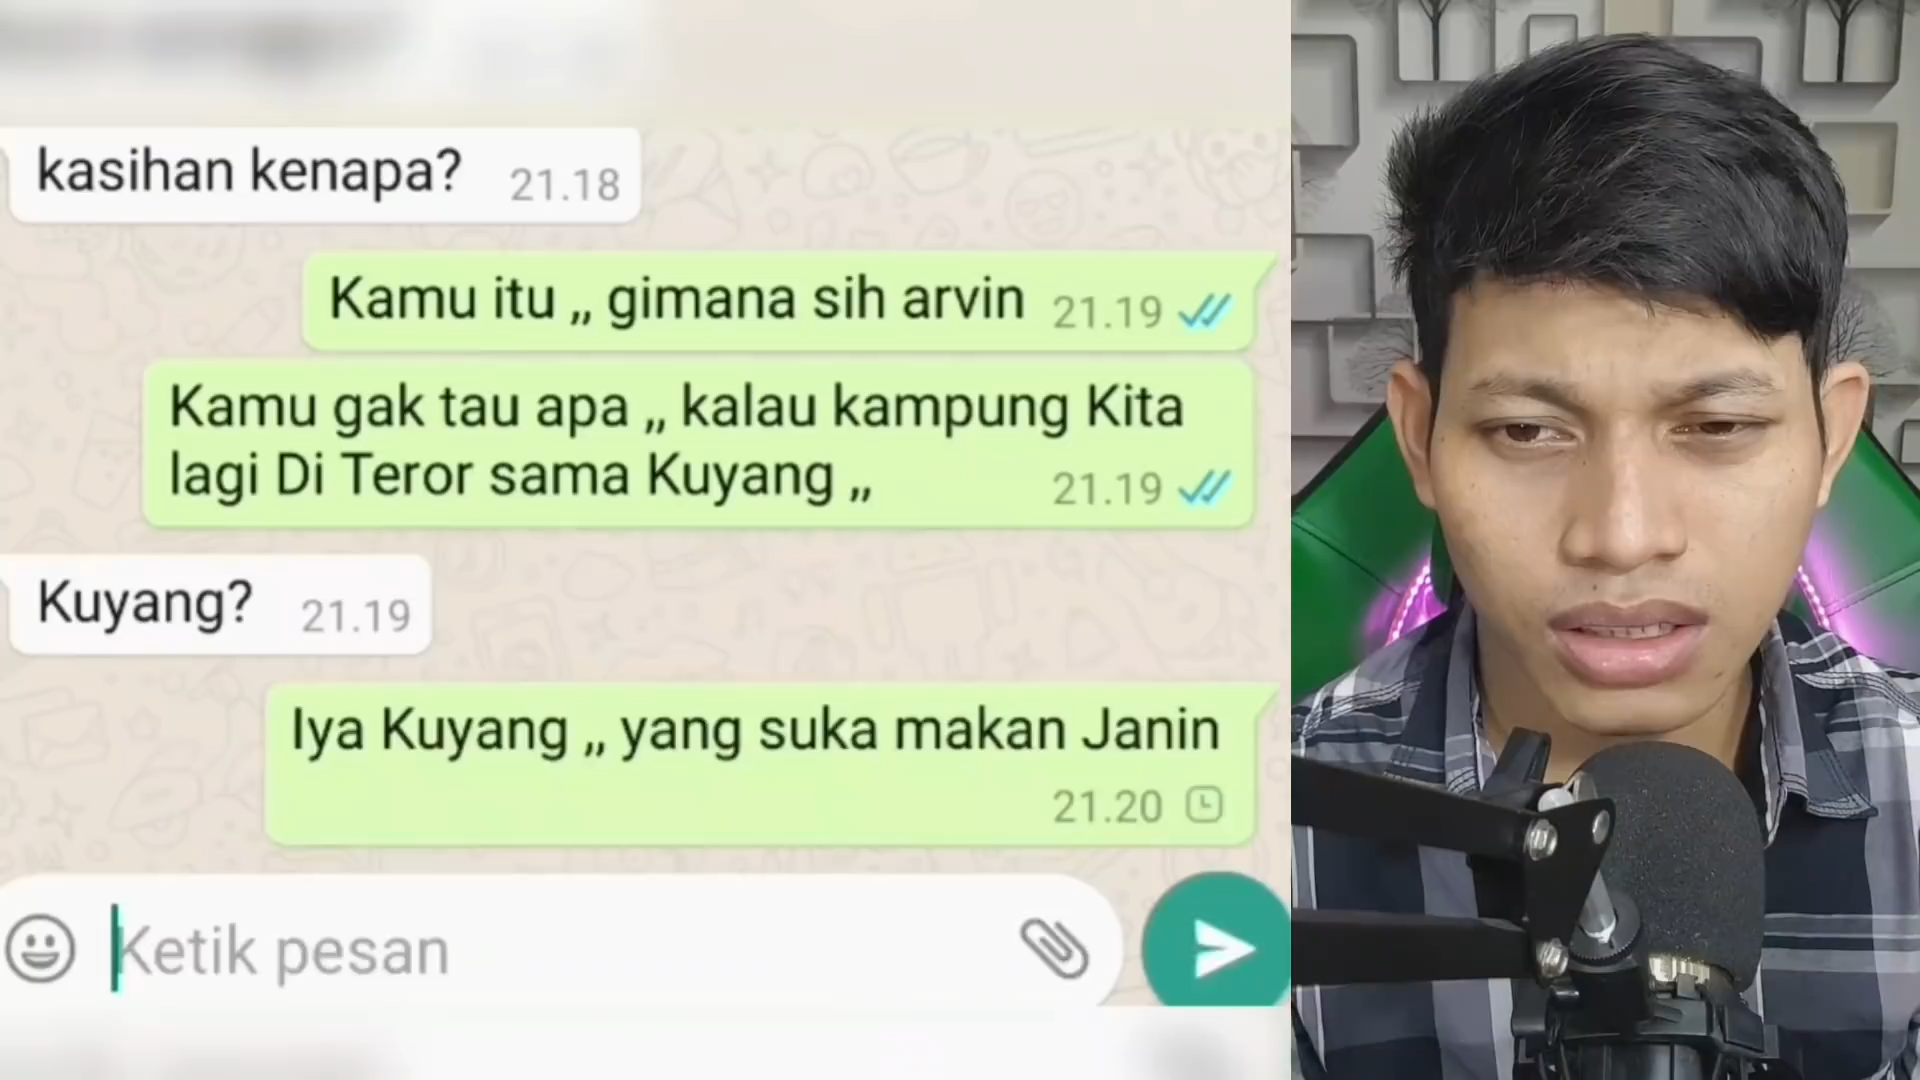 kasihan kenapa? 21.18
Kamu itu ,, gimana sih arvin 21.19
Kamu gak tau apa ,, kalau kampung Kita
lagi Di Teror sama Kuyang ,, 21.19
Kuyang? 21.19
Iya Kuyang ,, yang suka makan Janin
21.20
Ketik pesan